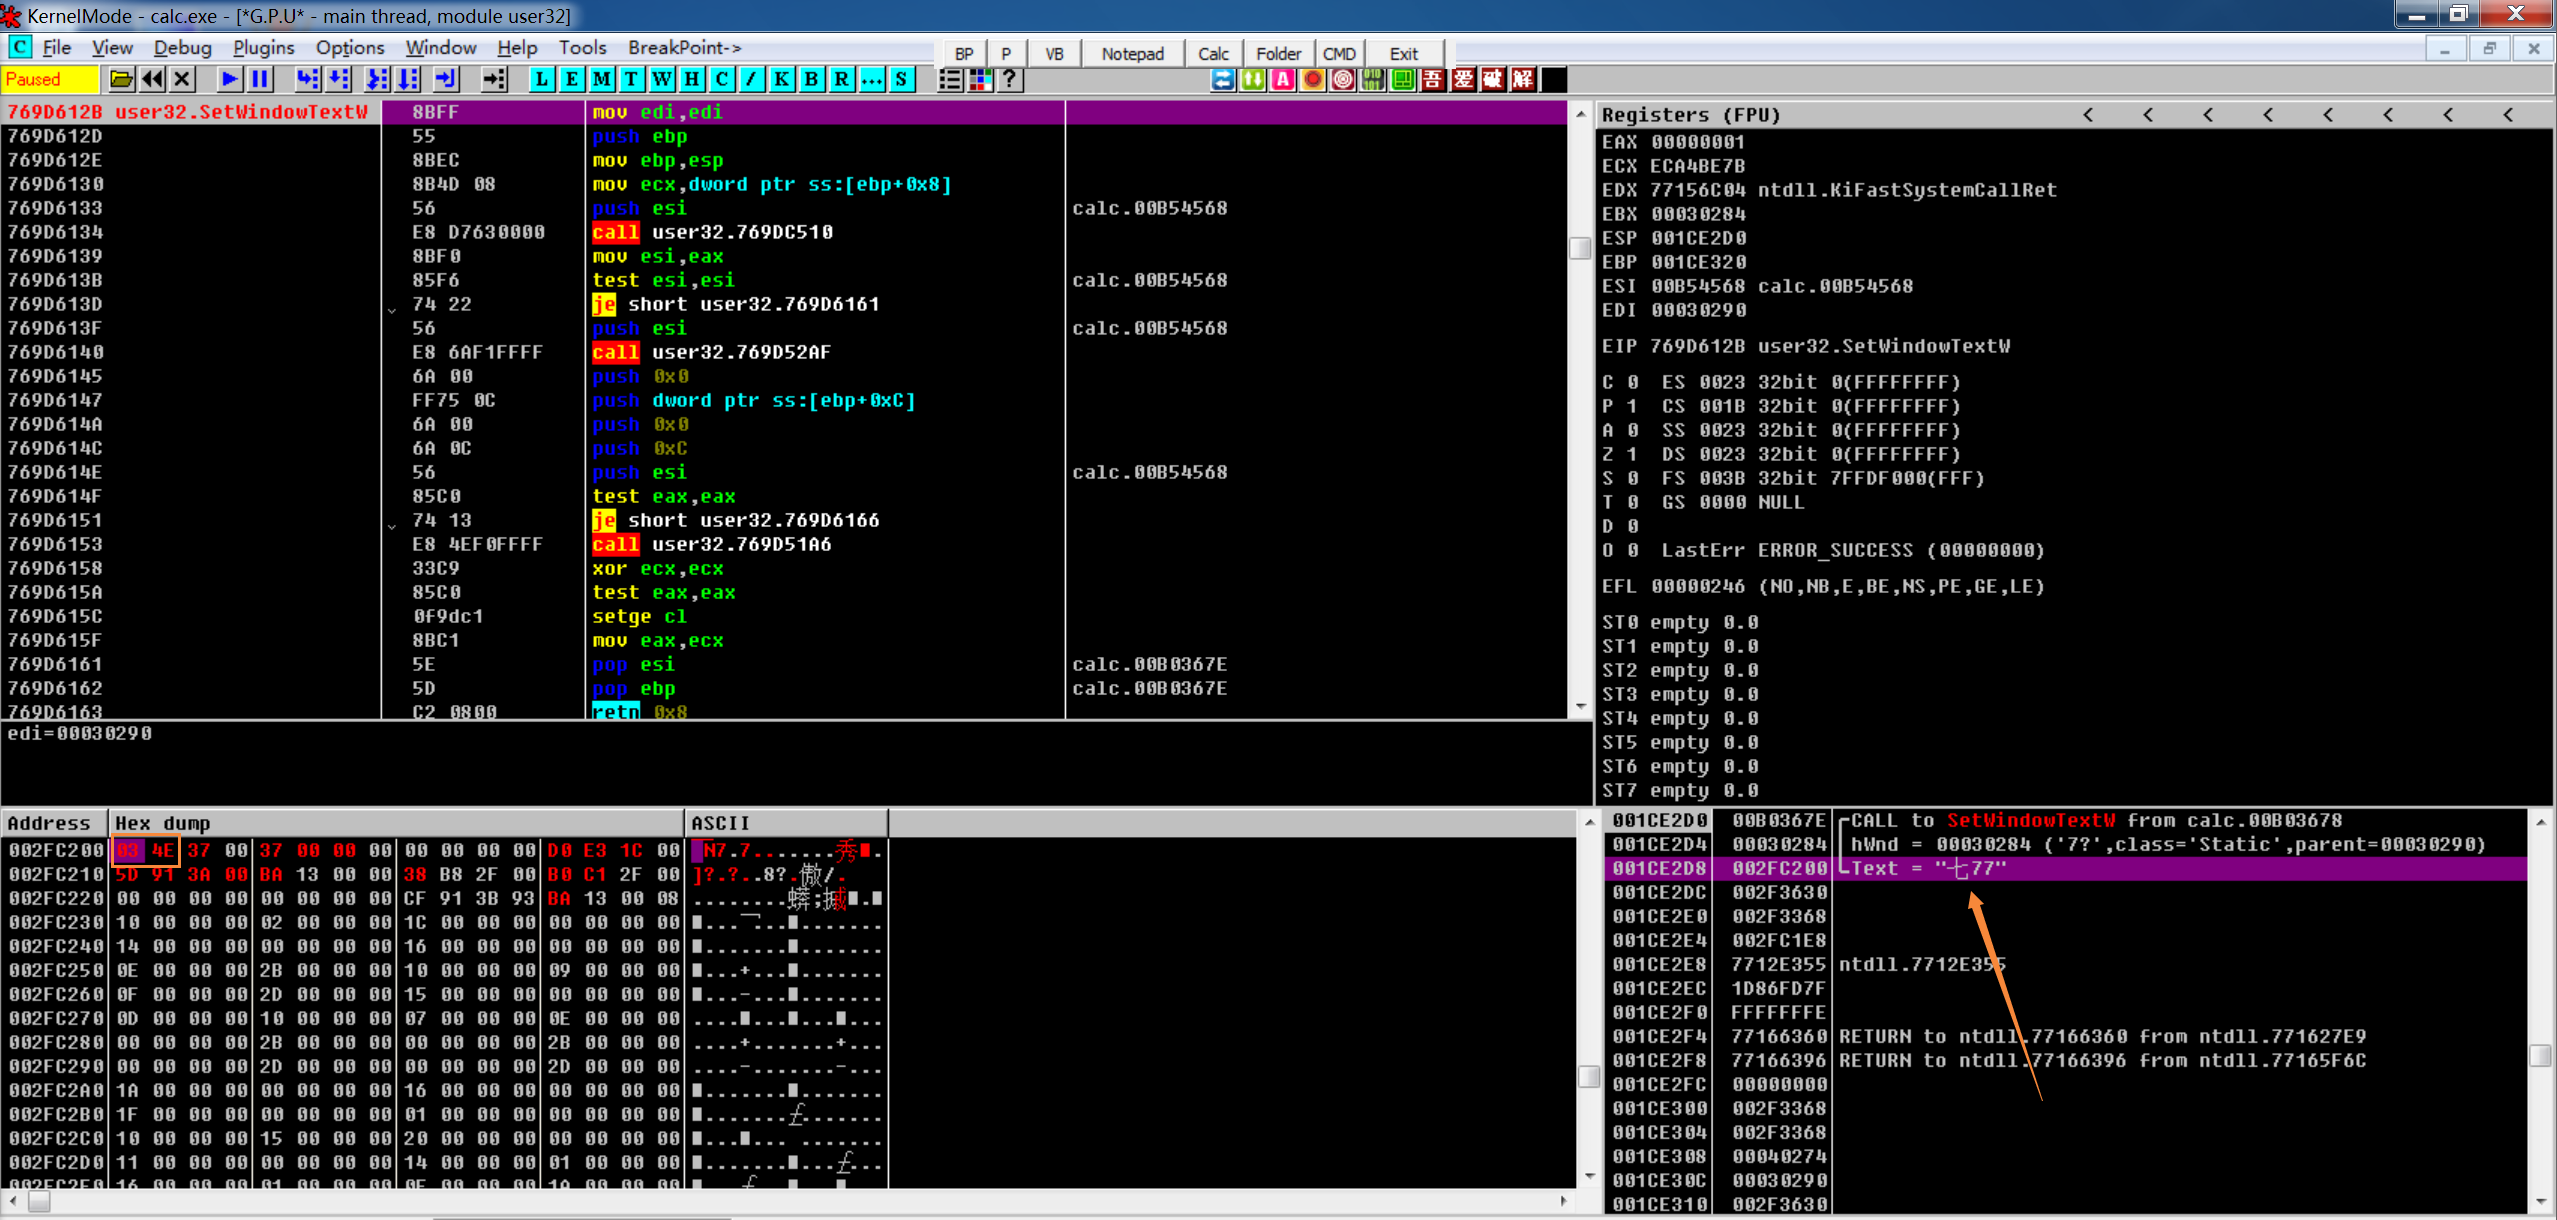 KernelMode - calc.exe - [*G.P.U* - main thread, module user32]
C File View Debug Plugins Options Window Help Tools BreakPoint->
BP P VB Notepad Calc Folder CMD Exit
Paused
L E M T W H C / K B R ... S
? A 吾 爱 破 解
769D612B user32.SetWindowTextW 8BFF mov edi,edi
769D612D 55 push ebp
769D612E 8BEC mov ebp,esp
769D6130 8B4D 08 mov ecx,dword ptr ss:[ebp+0x8]
769D6133 56 push esi calc.00B54568
769D6134 E8 D7630000 call user32.769DC510
769D6139 8BF0 mov esi,eax
769D613B 85F6 test esi,esi calc.00B54568
769D613D 74 22 je short user32.769D6161
769D613F 56 push esi calc.00B54568
769D6140 E8 6AF1FFFF call user32.769D52AF
769D6145 6A 00 push 0x0
769D6147 FF75 0C push dword ptr ss:[ebp+0xC]
769D614A 6A 00 push 0x0
769D614C 6A 0C push 0xC
769D614E 56 push esi calc.00B54568
769D614F 85C0 test eax,eax
769D6151 74 13 je short user32.769D6166
769D6153 E8 4EF0FFFF call user32.769D51A6
769D6158 33C9 xor ecx,ecx
769D615A 85C0 test eax,eax
769D615C 0f9dc1 setge cl
769D615F 8BC1 mov eax,ecx
769D6161 5E pop esi calc.00B0367E
769D6162 5D pop ebp calc.00B0367E
769D6163 C2 0800 retn 0x8
edi=00030290
Registers (FPU) < < < < < < < <
EAX 00000001
ECX ECA4BE7B
EDX 77156C04 ntdll.KiFastSystemCallRet
EBX 00030284
ESP 001CE2D0
EBP 001CE320
ESI 00B54568 calc.00B54568
EDI 00030290
EIP 769D612B user32.SetWindowTextW
C 0 ES 0023 32bit 0(FFFFFFFF)
P 1 CS 001B 32bit 0(FFFFFFFF)
A 0 SS 0023 32bit 0(FFFFFFFF)
Z 1 DS 0023 32bit 0(FFFFFFFF)
S 0 FS 003B 32bit 7FFDF000(FFF)
T 0 GS 0000 NULL
D 0
O 0 LastErr ERROR_SUCCESS (00000000)
EFL 00000246 (NO,NB,E,BE,NS,PE,GE,LE)
ST0 empty 0.0
ST1 empty 0.0
ST2 empty 0.0
ST3 empty 0.0
ST4 empty 0.0
ST5 empty 0.0
ST6 empty 0.0
ST7 empty 0.0
Address Hex dump ASCII
002FC200 03 4E 37 00 37 00 00 00 00 00 00 00 D0 E3 1C 00 N7.7.......秀.
002FC210 5D 91 3A 00 BA 13 00 00 38 B8 2F 00 B0 C1 2F 00 ]?.?..8?.傲/.
002FC220 00 00 00 00 00 00 00 00 CF 91 3B 93 BA 13 00 08
002FC230 10 00 00 00 02 00 00 00 1C 00 00 00 00 00 00 00
002FC240 14 00 00 00 00 00 00 00 16 00 00 00 00 00 00 00
002FC250 0E 00 00 00 2B 00 00 00 10 00 00 00 09 00 00 00
002FC260 0F 00 00 00 2D 00 00 00 15 00 00 00 00 00 00 00
002FC270 0D 00 00 00 10 00 00 00 07 00 00 00 0E 00 00 00
002FC280 00 00 00 00 2B 00 00 00 00 00 00 00 2B 00 00 00 ....+.......+...
002FC290 00 00 00 00 2D 00 00 00 00 00 00 00 2D 00 00 00 ....-.......-...
002FC2A0 1A 00 00 00 00 00 00 00 16 00 00 00 00 00 00 00
002FC2B0 1F 00 00 00 00 00 00 00 01 00 00 00 00 00 00 00
002FC2C0 10 00 00 00 15 00 00 00 20 00 00 00 00 00 00 00
002FC2D0 11 00 00 00 00 00 00 00 14 00 00 00 01 00 00 00
002FC2E0 16 00 00 00 01 00 00 00 0F 00 00 00 1A 00 00 00
001CE2D0 00B0367E CALL to SetWindowTextW from calc.00B03678
001CE2D4 00030284 hWnd = 00030284 ('7?',class='Static',parent=00030290)
001CE2D8 002FC200 Text = "七77"
001CE2DC 002F3630
001CE2E0 002F3368
001CE2E4 002FC1E8
001CE2E8 7712E355 ntdll.7712E355
001CE2EC 1D86FD7F
001CE2F0 FFFFFFFE
001CE2F4 77166360 RETURN to ntdll.77166360 from ntdll.771627E9
001CE2F8 77166396 RETURN to ntdll.77166396 from ntdll.77165F6C
001CE2FC 00000000
001CE300 002F3368
001CE304 002F3368
001CE308 00040274
001CE30C 00030290
001CE310 002F3630